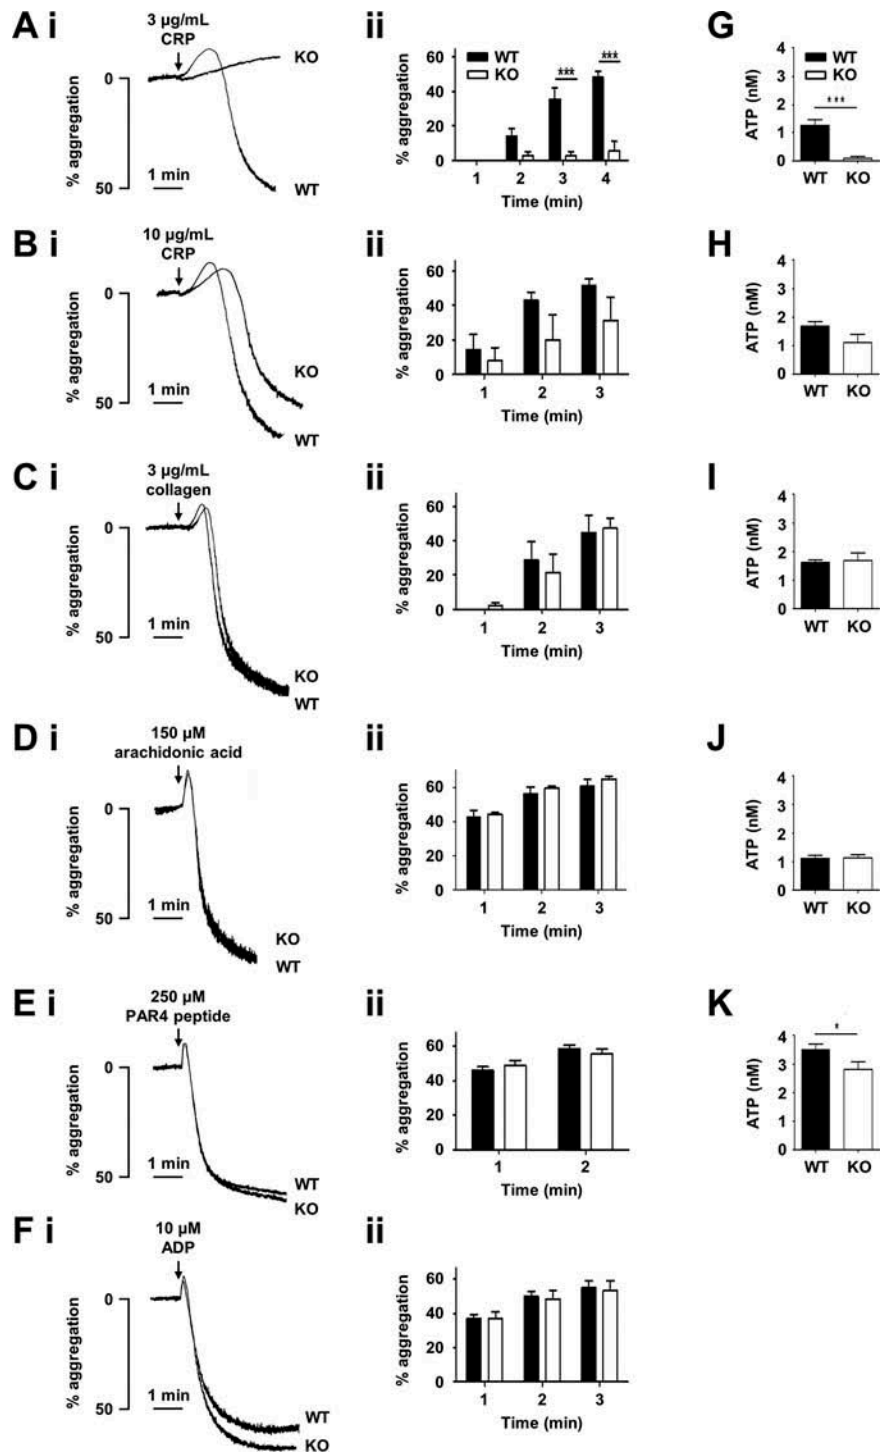 A i
3 µg/mL
CRP
KO
0
% aggregation
1 min
50
WT
ii
% aggregation
60
40
20
0
WT
KO
***
***
1 2 3 4
Time (min)
G
ATP (nM)
4
3
2
1
0
***
WT KO
B i
10 µg/mL
CRP
0
% aggregation
1 min
50
KO
WT
ii
% aggregation
60
40
20
0
1 2 3
Time (min)
H
ATP (nM)
4
3
2
1
0
WT KO
C i
3 µg/mL
collagen
0
% aggregation
1 min
50
KO
WT
ii
% aggregation
60
40
20
0
1 2 3
Time (min)
I
ATP (nM)
4
3
2
1
0
WT KO
D i
150 µM
arachidonic acid
0
% aggregation
1 min
50
KO
WT
ii
% aggregation
60
40
20
0
1 2 3
Time (min)
J
ATP (nM)
4
3
2
1
0
WT KO
E i
250 µM
PAR4 peptide
0
% aggregation
1 min
50
WT
KO
ii
% aggregation
60
40
20
0
1 2
Time (min)
K
ATP (nM)
4
3
2
1
0
*
WT KO
F i
10 µM
ADP
0
% aggregation
1 min
50
WT
KO
ii
% aggregation
60
40
20
0
1 2 3
Time (min)